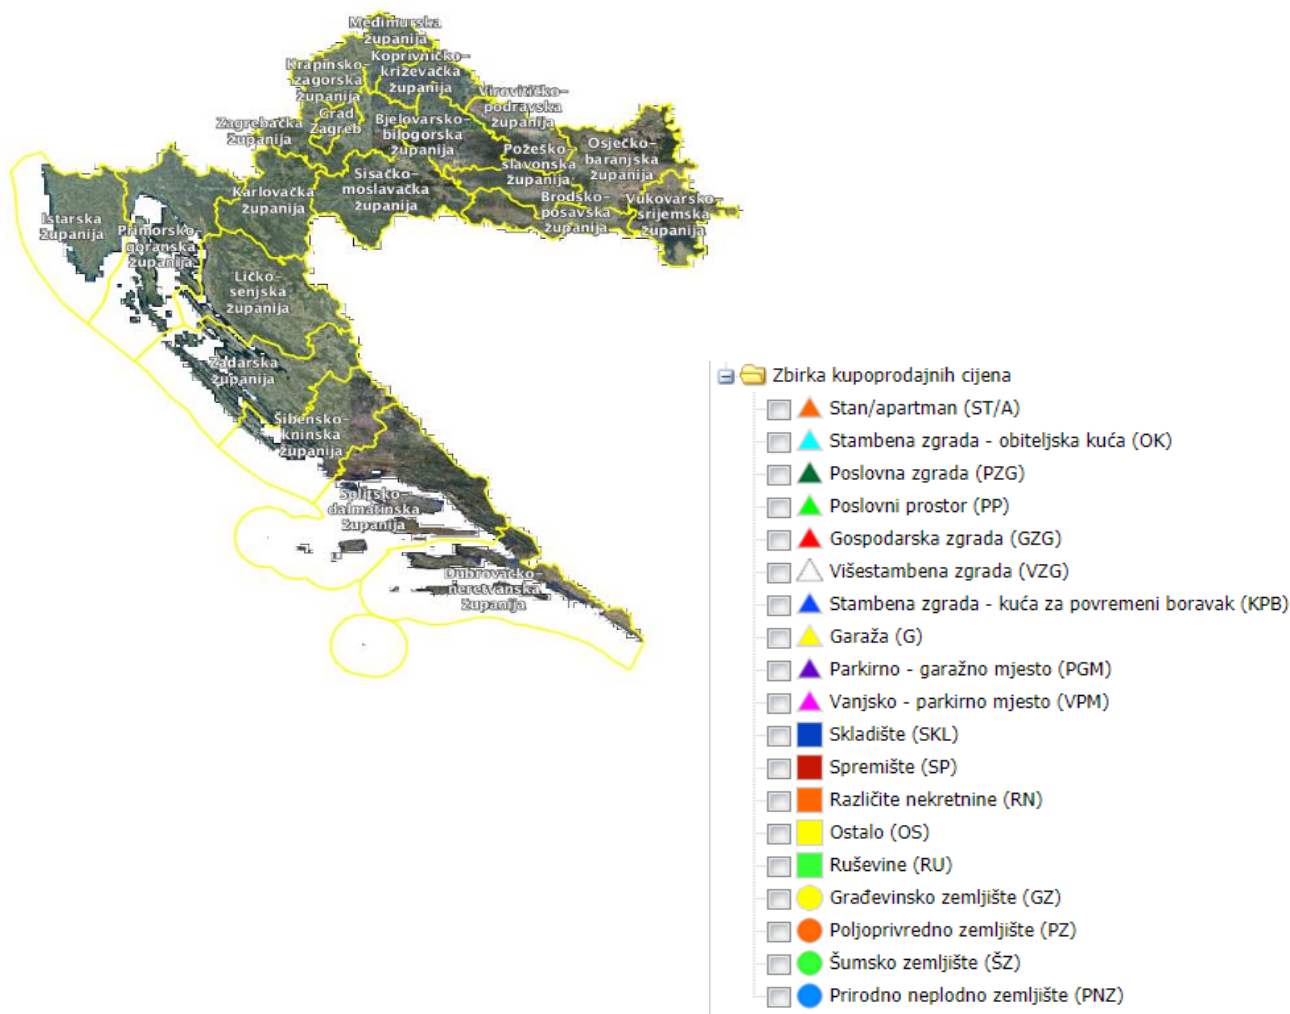 Međimurska
županija
Koprivničko-
križevačka
županija
Krapinsko-
zagorska
županija
Virovitičko-
podravska
županija
Grad
Zagreb
Zagrebačka
županija
Bjelovarsko-
bilogorska
županija
Osječko-
baranjska
županija
Požeško-
slavonska
županija
Sisačko-
moslavačka
županija
Karlovačka
županija
Brodsko-
posavska
županija
Vukovarsko-
srijemska
županija
Istarska
županija
Primorsko-
goranska
županija
Ličko-
senjska
županija
Zadarska
županija
Šibensko-
kninska
županija
Splitsko-
dalmatinska
županija
Dubrovačko-
neretvanska
županija
Zbirka kupoprodajnih cijena
Stan/apartman (ST/A)
Stambena zgrada - obiteljska kuća (OK)
Poslovna zgrada (PZG)
Poslovni prostor (PP)
Gospodarska zgrada (GZG)
Višestambena zgrada (VZG)
Stambena zgrada - kuća za povremeni boravak (KPB)
Garaža (G)
Parkirno - garažno mjesto (PGM)
Vanjsko - parkirno mjesto (VPM)
Skladište (SKL)
Spremište (SP)
Različite nekretnine (RN)
Ostalo (OS)
Ruševine (RU)
Građevinsko zemljište (GZ)
Poljoprivredno zemljište (PZ)
Šumsko zemljište (ŠZ)
Prirodno neplodno zemljište (PNZ)